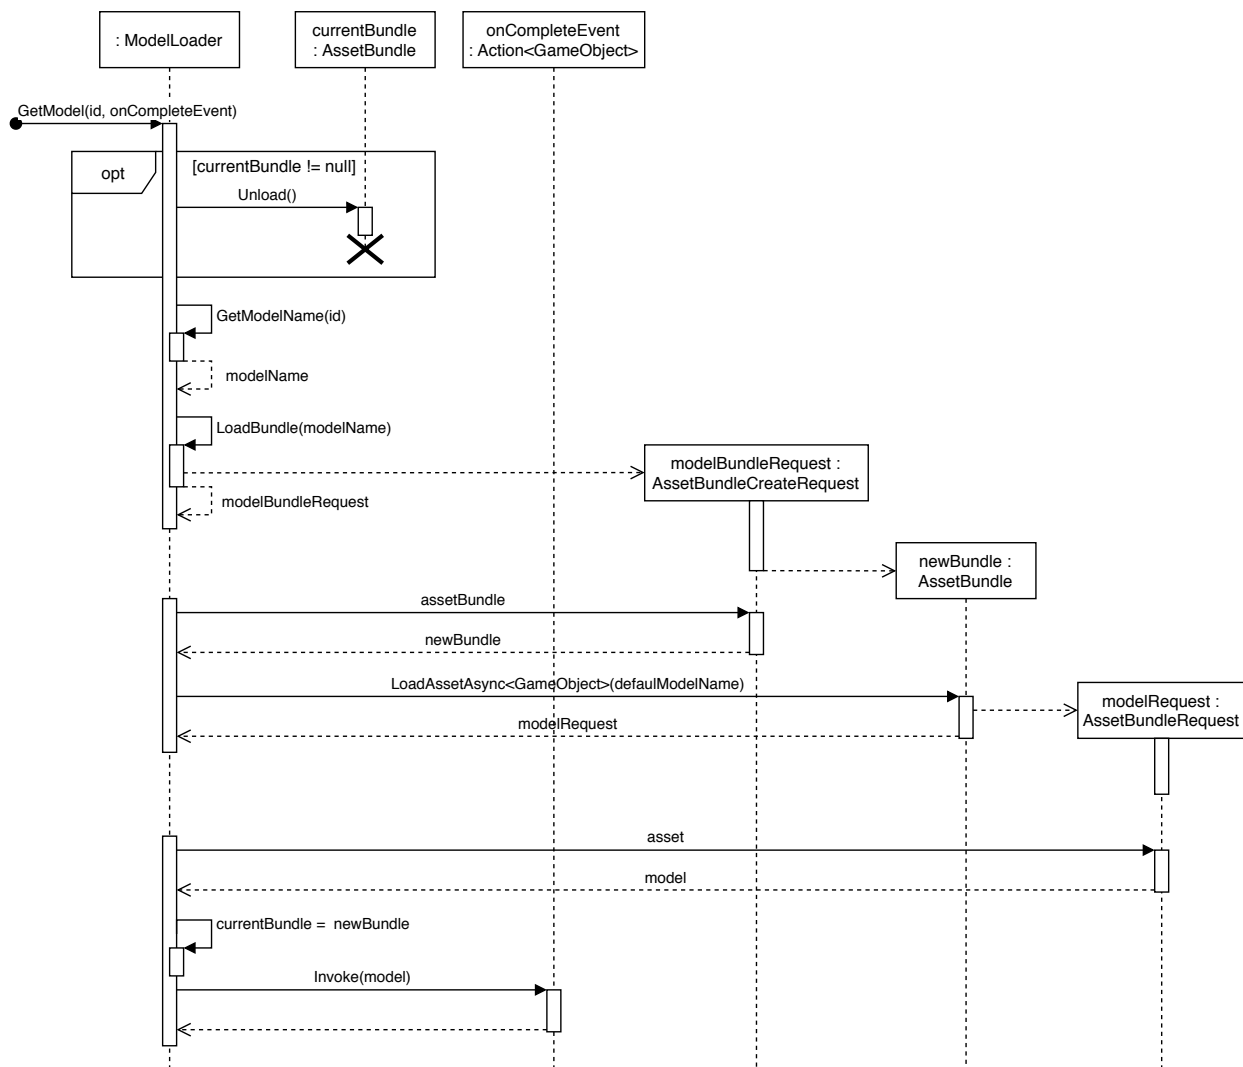 : ModelLoader
currentBundle
: AssetBundle
onCompleteEvent
: Action<GameObject>
GetModel(id, onCompleteEvent)
opt
[currentBundle != null]
Unload()
GetModelName(id)
modelName
LoadBundle(modelName)
modelBundleRequest :
AssetBundleCreateRequest
modelBundleRequest
newBundle :
AssetBundle
assetBundle
newBundle
LoadAssetAsync<GameObject>(defaulModelName)
modelRequest :
AssetBundleRequest
modelRequest
asset
model
currentBundle = newBundle
Invoke(model)